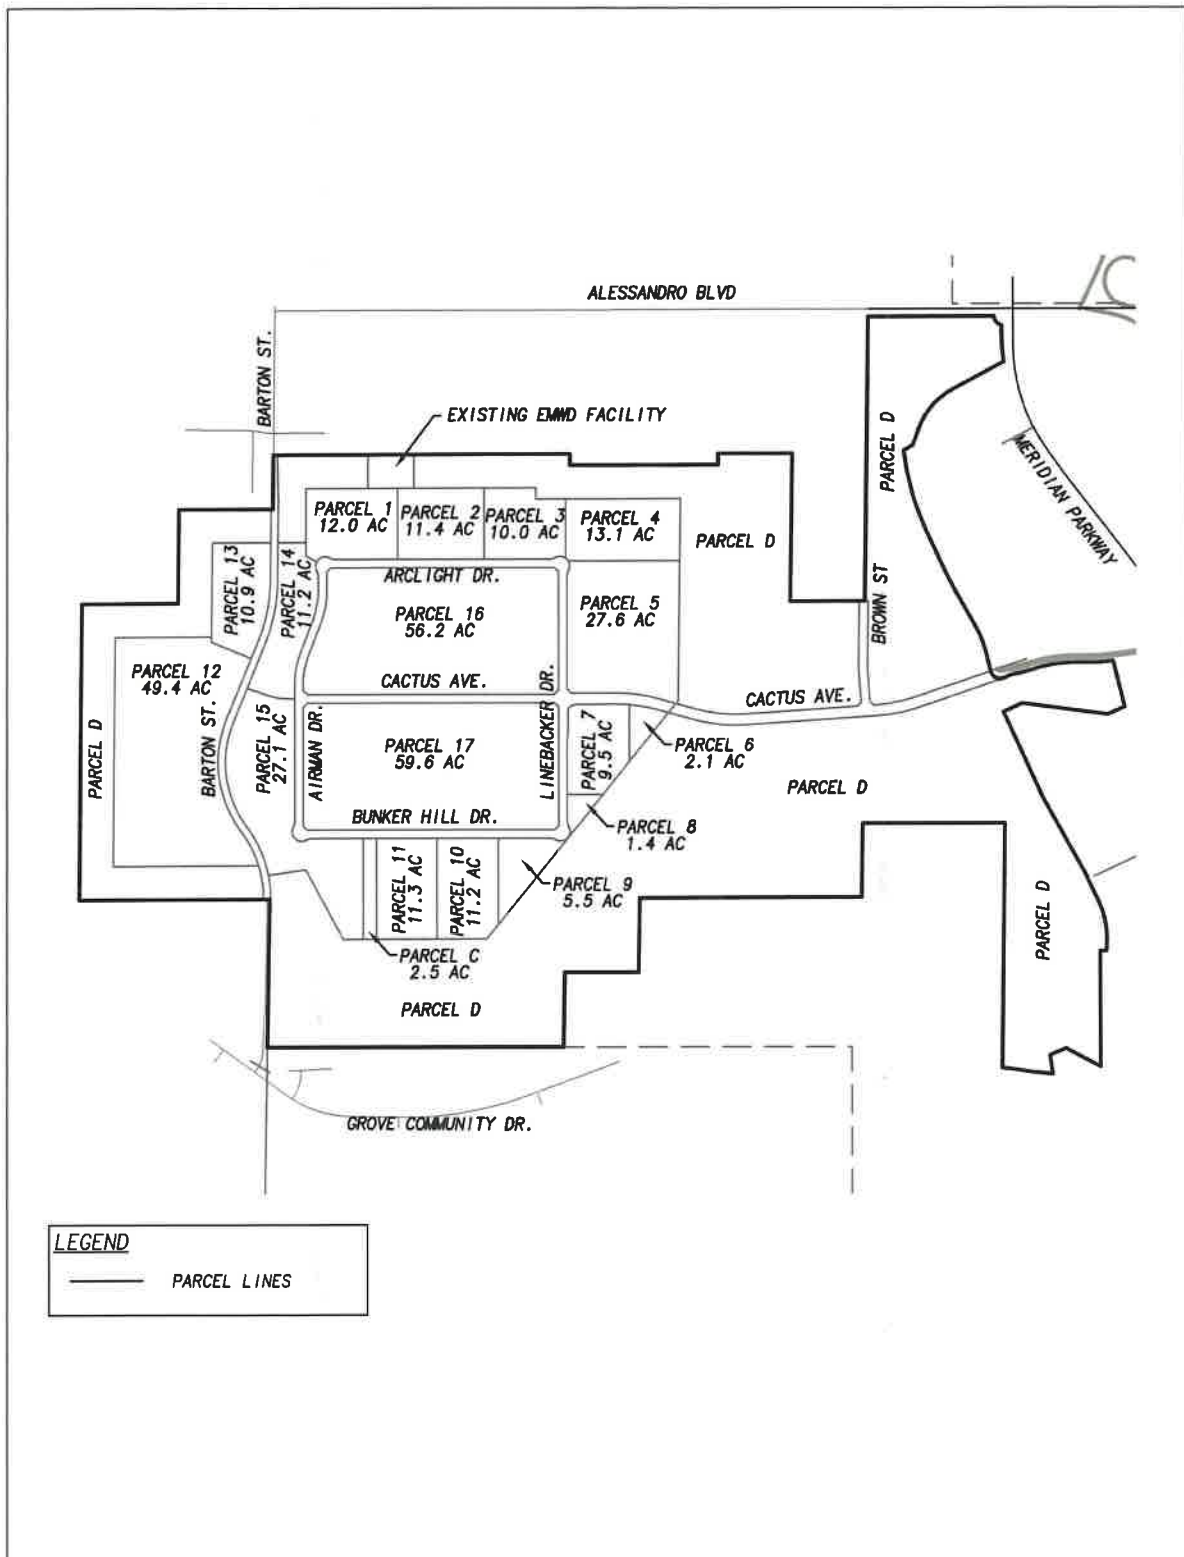 ALESSANDRO BLVD
BARTON ST.
EXISTING EMWD FACILITY
PARCEL D
MERIDIAN PARKWAY
PARCEL 1
12.0 AC
PARCEL 2
11.4 AC
PARCEL 3
10.0 AC
PARCEL 4
13.1 AC
PARCEL D
PARCEL 13
10.9 AC
PARCEL 14
11.2 AC
ARCLIGHT DR.
PARCEL 16
56.2 AC
PARCEL 5
27.6 AC
BROWN ST
PARCEL 12
49.4 AC
CACTUS AVE.
LINEBACKER DR.
CACTUS AVE.
PARCEL D
BARTON ST.
PARCEL 15
27.1 AC
AIRMAN DR.
PARCEL 17
59.6 AC
PARCEL 7
9.5 AC
PARCEL 6
2.1 AC
PARCEL D
BUNKER HILL DR.
PARCEL 8
1.4 AC
PARCEL 11
11.3 AC
PARCEL 10
11.2 AC
PARCEL 9
5.5 AC
PARCEL D
PARCEL C
2.5 AC
PARCEL D
GROVE COMMUNITY DR.
LEGEND
PARCEL LINES